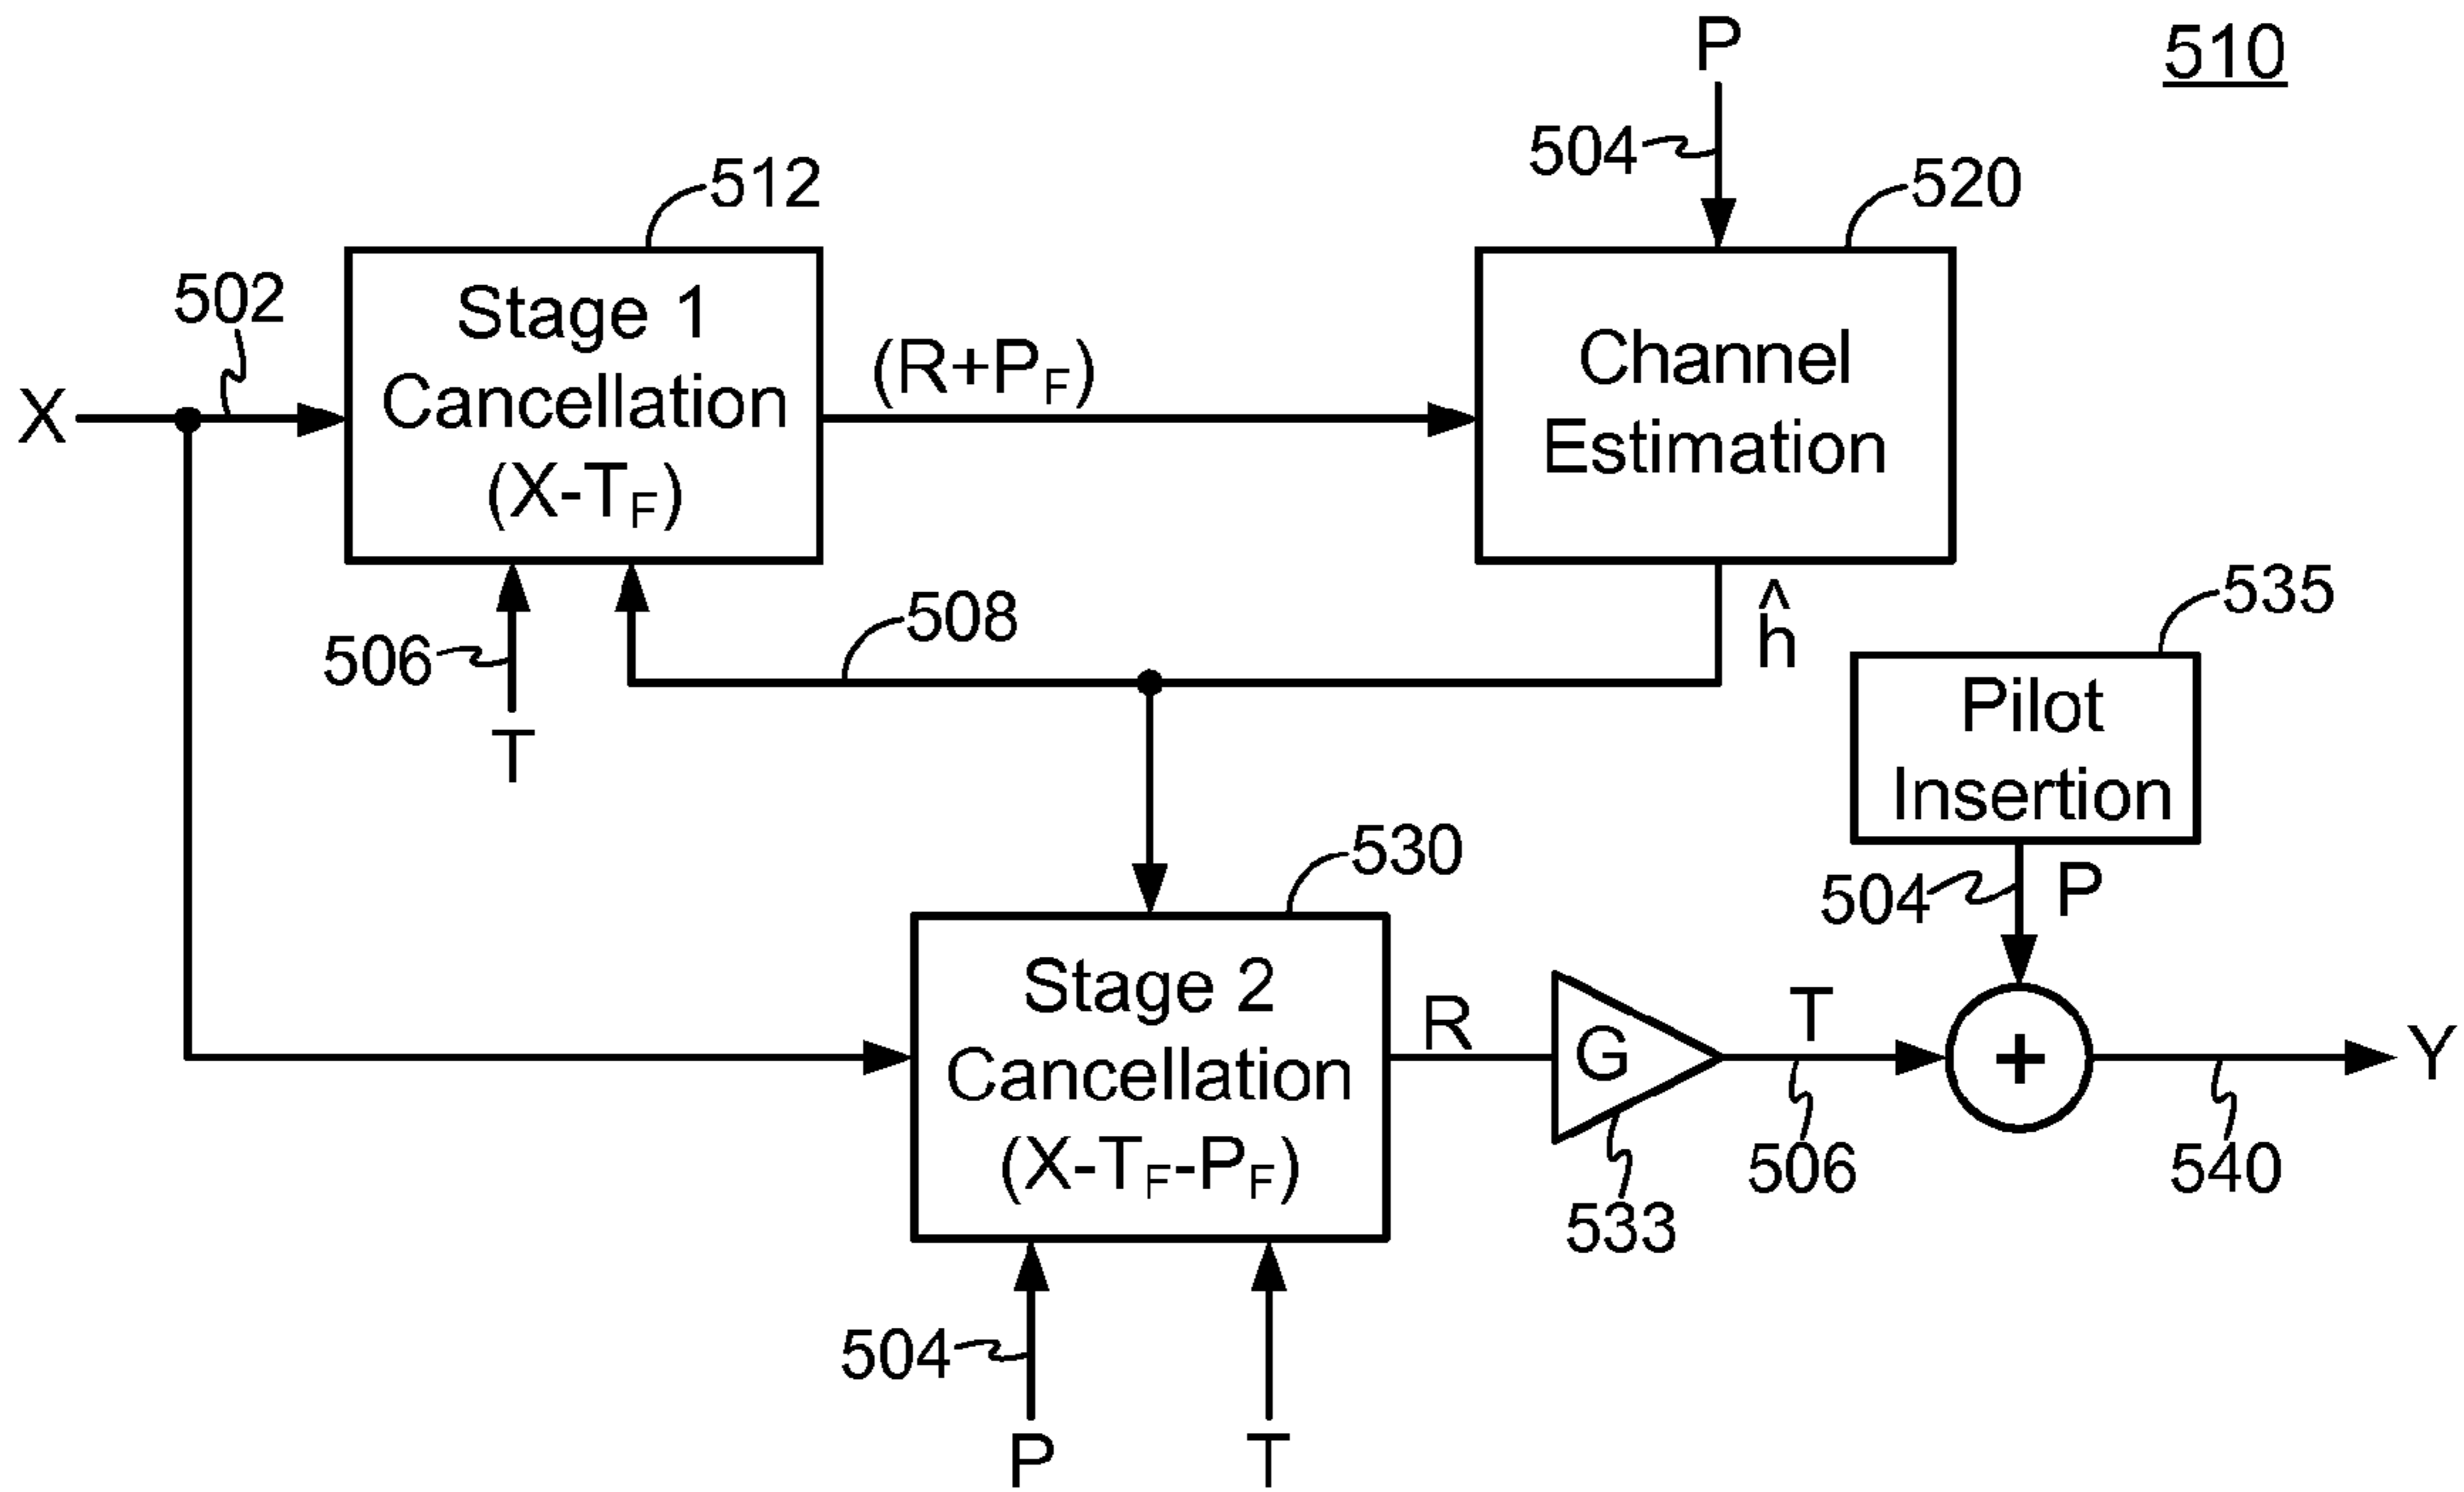 P
510
504
512
520
502
Stage 1
Cancellation
(X-T_F)
(R+P_F)
Channel
Estimation
X
506
T
508
ĥ
535
Pilot
Insertion
530
504
P
Stage 2
Cancellation
(X-T_F-P_F)
R
G
T
+
Y
533
506
540
504
P
T